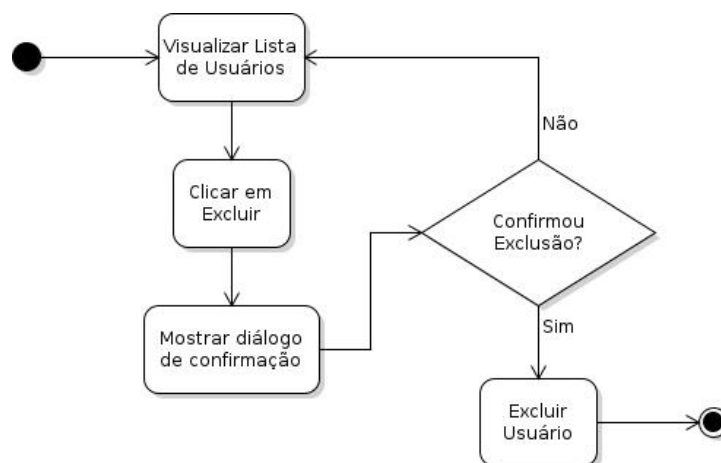 Visualizar Lista
de Usuários
Clicar em
Excluir
Mostrar diálogo
de confirmação
Confirmou
Exclusão?
Não
Sim
Excluir
Usuário